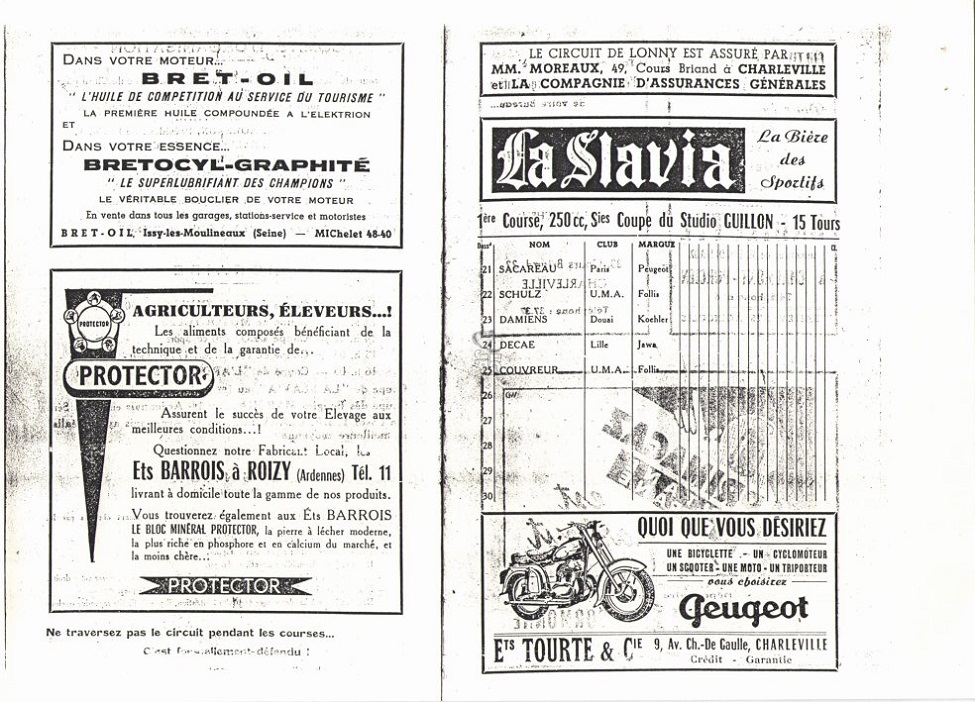 DANS VOTRE MOTEUR...
BRET-OIL
" L'HUILE DE COMPETITION AU SERVICE DU TOURISME "
LA PREMIÈRE HUILE COMPOUNDÉE A L'ELEKTRION
ET
DANS VOTRE ESSENCE...
BRETOCYL-GRAPHITÉ
" LE SUPERLUBRIFIANT DES CHAMPIONS "
LE VÉRITABLE BOUCLIER DE VOTRE MOTEUR
En vente dans tous les garages, stations-service et motoristes
BRET-OIL, Issy-les-Moulineaux (Seine) — MIChelet 48-40
PROTECTOR
AGRICULTEURS, ÉLEVEURS...!
Les aliments composés bénéficiant de la
technique et de la garantie de...
PROTECTOR
Assurent le succès de votre Elevage aux
meilleures conditions...!
Questionnez notre Local,
Ets BARROIS à ROIZY (Ardennes) Tél. 11
livrant à domicile toute la gamme de nos produits.
Vous trouverez également aux Éts BARROIS
LE BLOC MINÉRAL PROTECTOR, la pierre à lécher moderne,
la plus riche en phosphore et en calcium du marché, et
la moins chère...
PROTECTOR
Ne traversez pas le circuit pendant les courses...
C'est formellement défendu !
LE CIRCUIT DE LONNY EST ASSURÉ PAR
MM. MOREAUX, 49, Cours Briand à CHARLEVILLE
et LA COMPAGNIE D'ASSURANCES GÉNÉRALES
La Slavia
La Bière
des
Sportifs
1ère Course, 250 cc, Sies Coupe du Studio GUILLON - 15 Tours
NOM CLUB MARQUE Cl.
21 SACAREAU Paris Peugeot
22 SCHULZ U.M.A. Follis
23 DAMIENS Douai Koehler
24 DECAE Lille Jawa
25 COUVREUR U.M.A. Follis
26
27
28
29
30
QUOI QUE VOUS DÉSIRIEZ
UNE BICYCLETTE - UN CYCLOMOTEUR
UN SCOOTER - UNE MOTO - UN TRIPORTEUR
vous choisirez
Peugeot
ETS TOURTE & CIE 9, Av. Ch.-De Gaulle, CHARLEVILLE
Crédit - Garantie